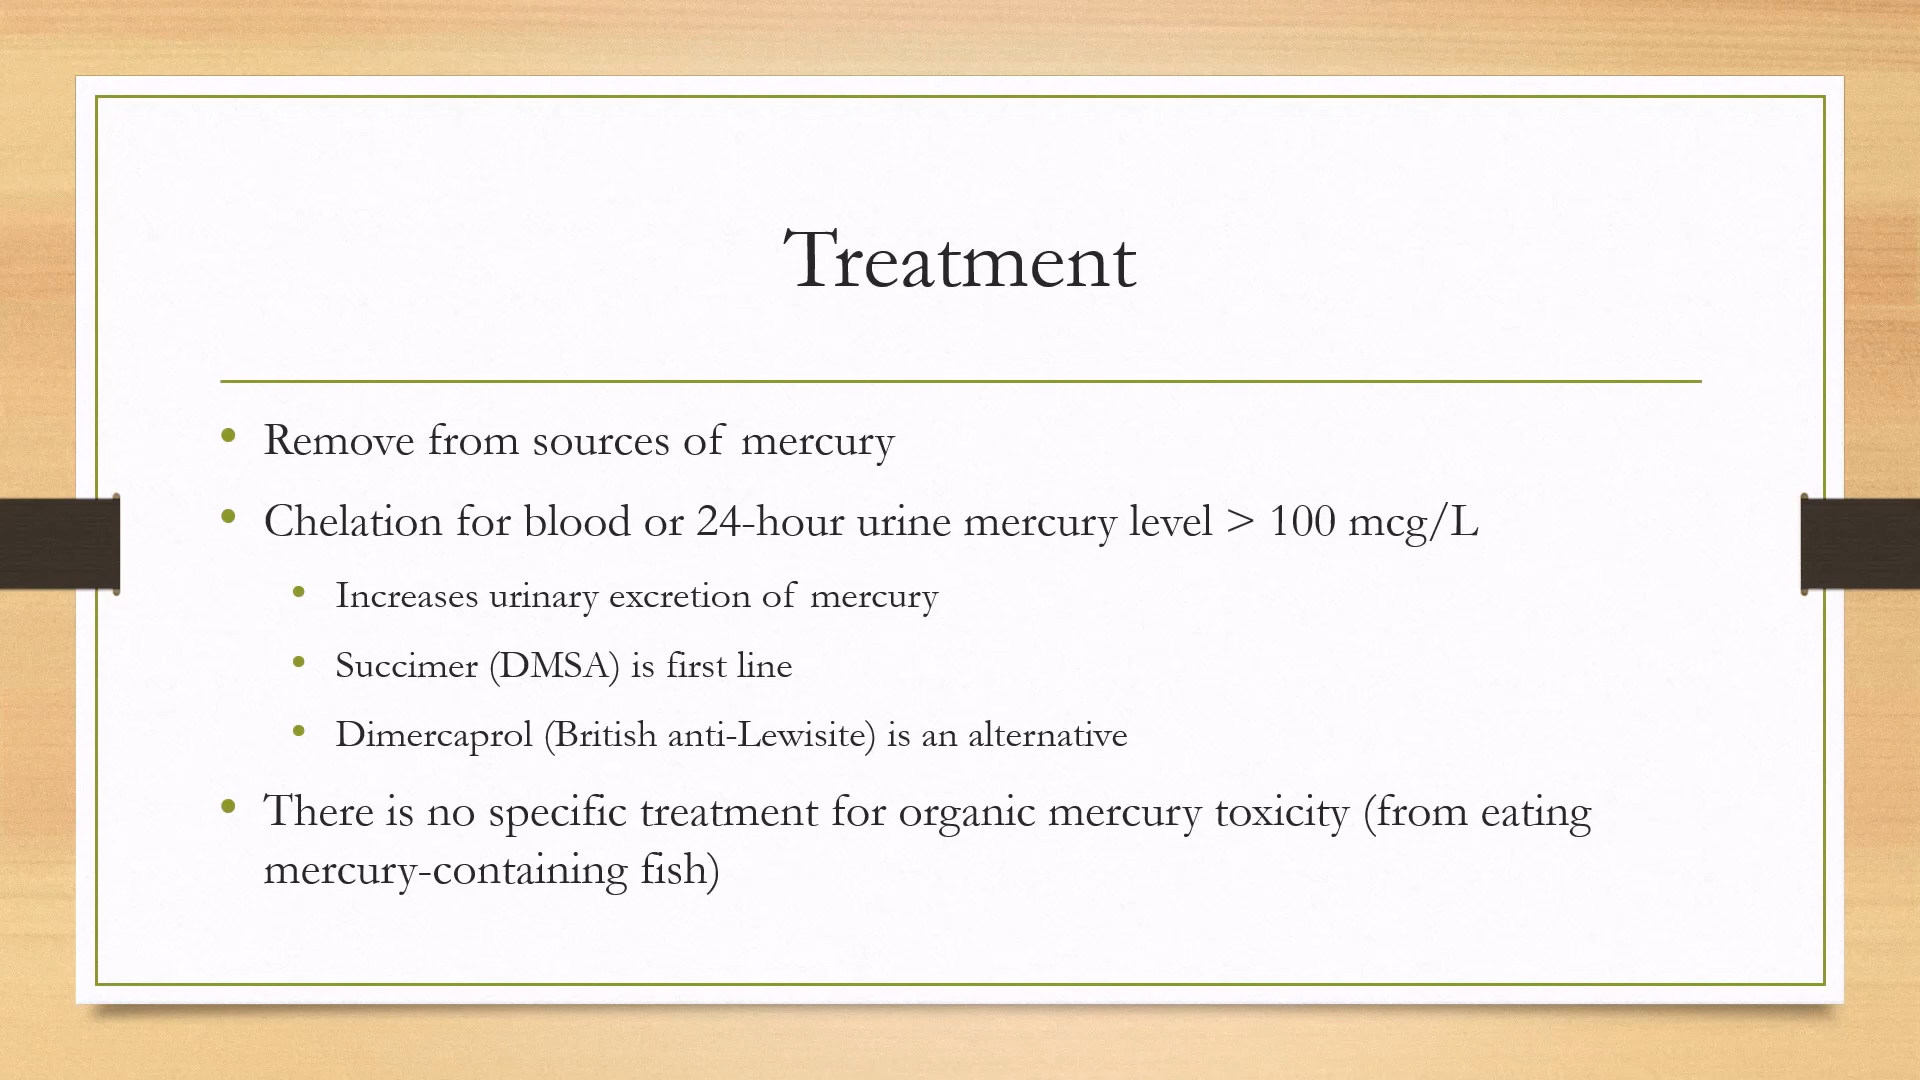 Treatment
• Remove from sources of mercury
• Chelation for blood or 24-hour urine mercury level > 100 mcg/L
• Increases urinary excretion of mercury
• Succimer (DMSA) is first line
• Dimercaprol (British anti-Lewisite) is an alternative
• There is no specific treatment for organic mercury toxicity (from eating
mercury-containing fish)